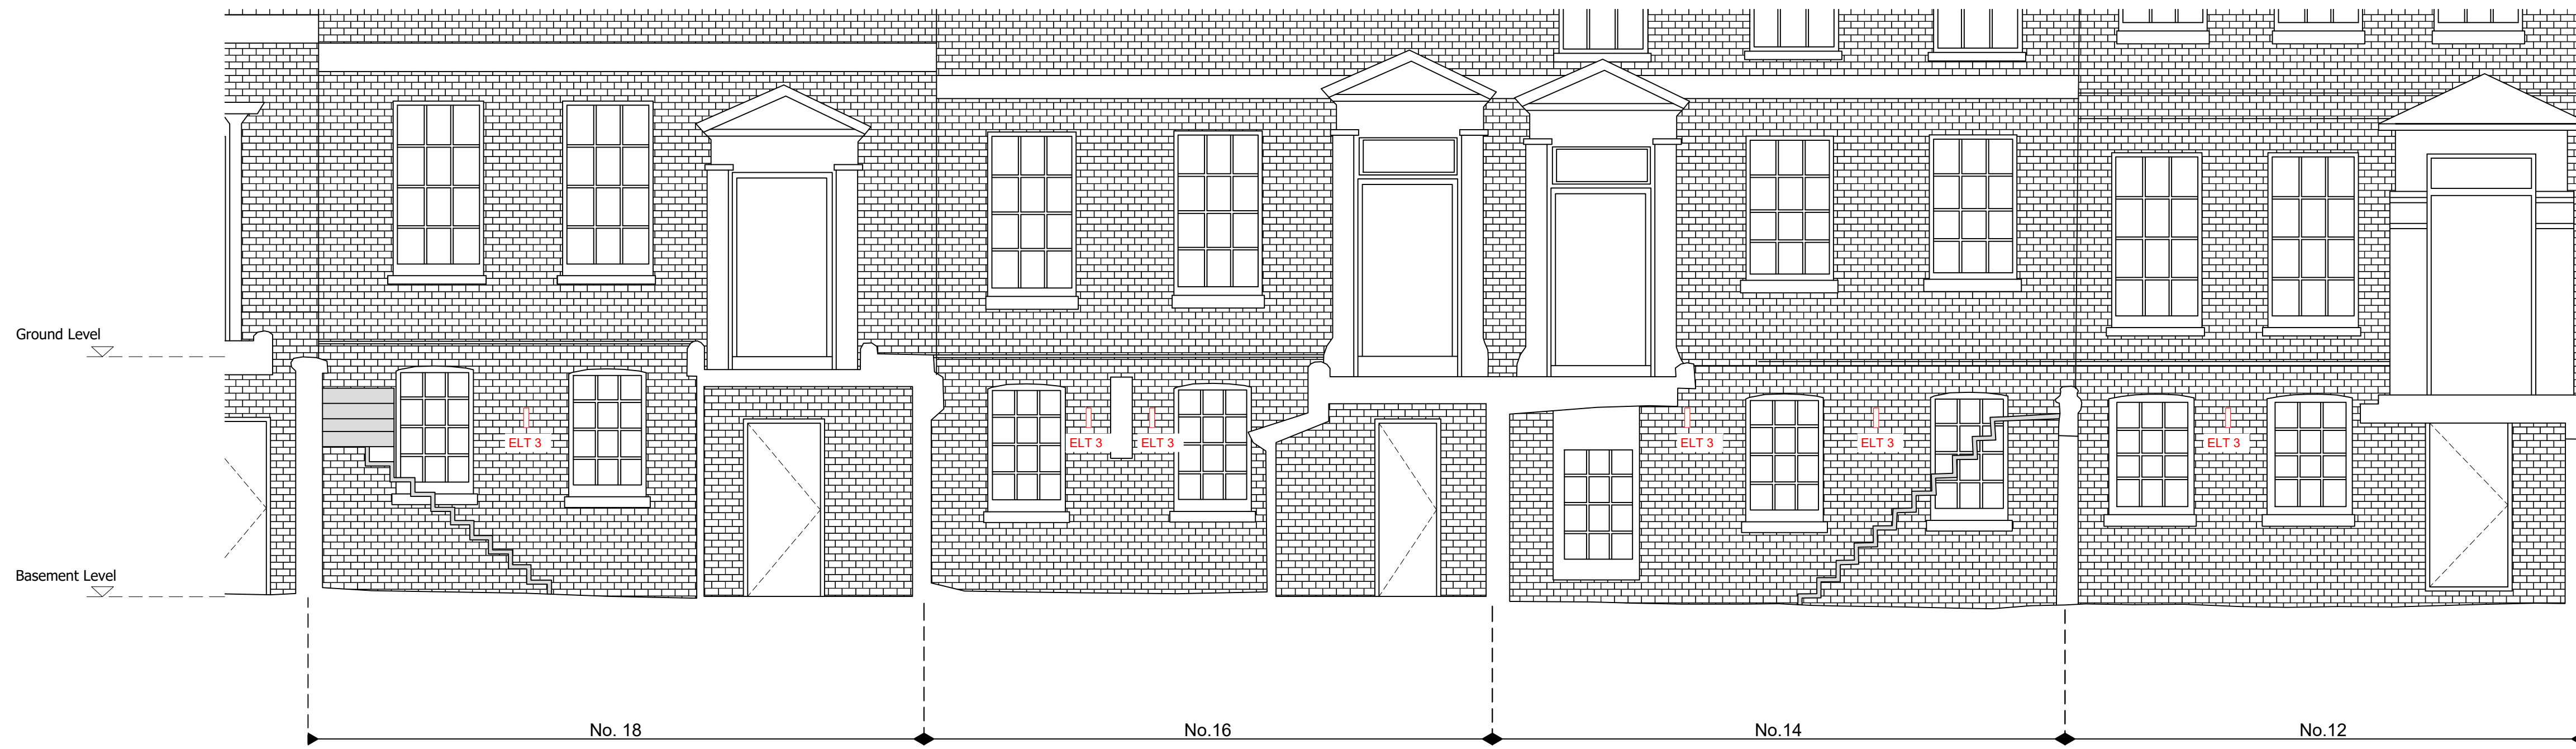 Ground Level
ELT 3
ELT 3
ELT 3
ELT 3
ELT 3
ELT 3
Basement Level
No. 18
No.16
No.14
No.12